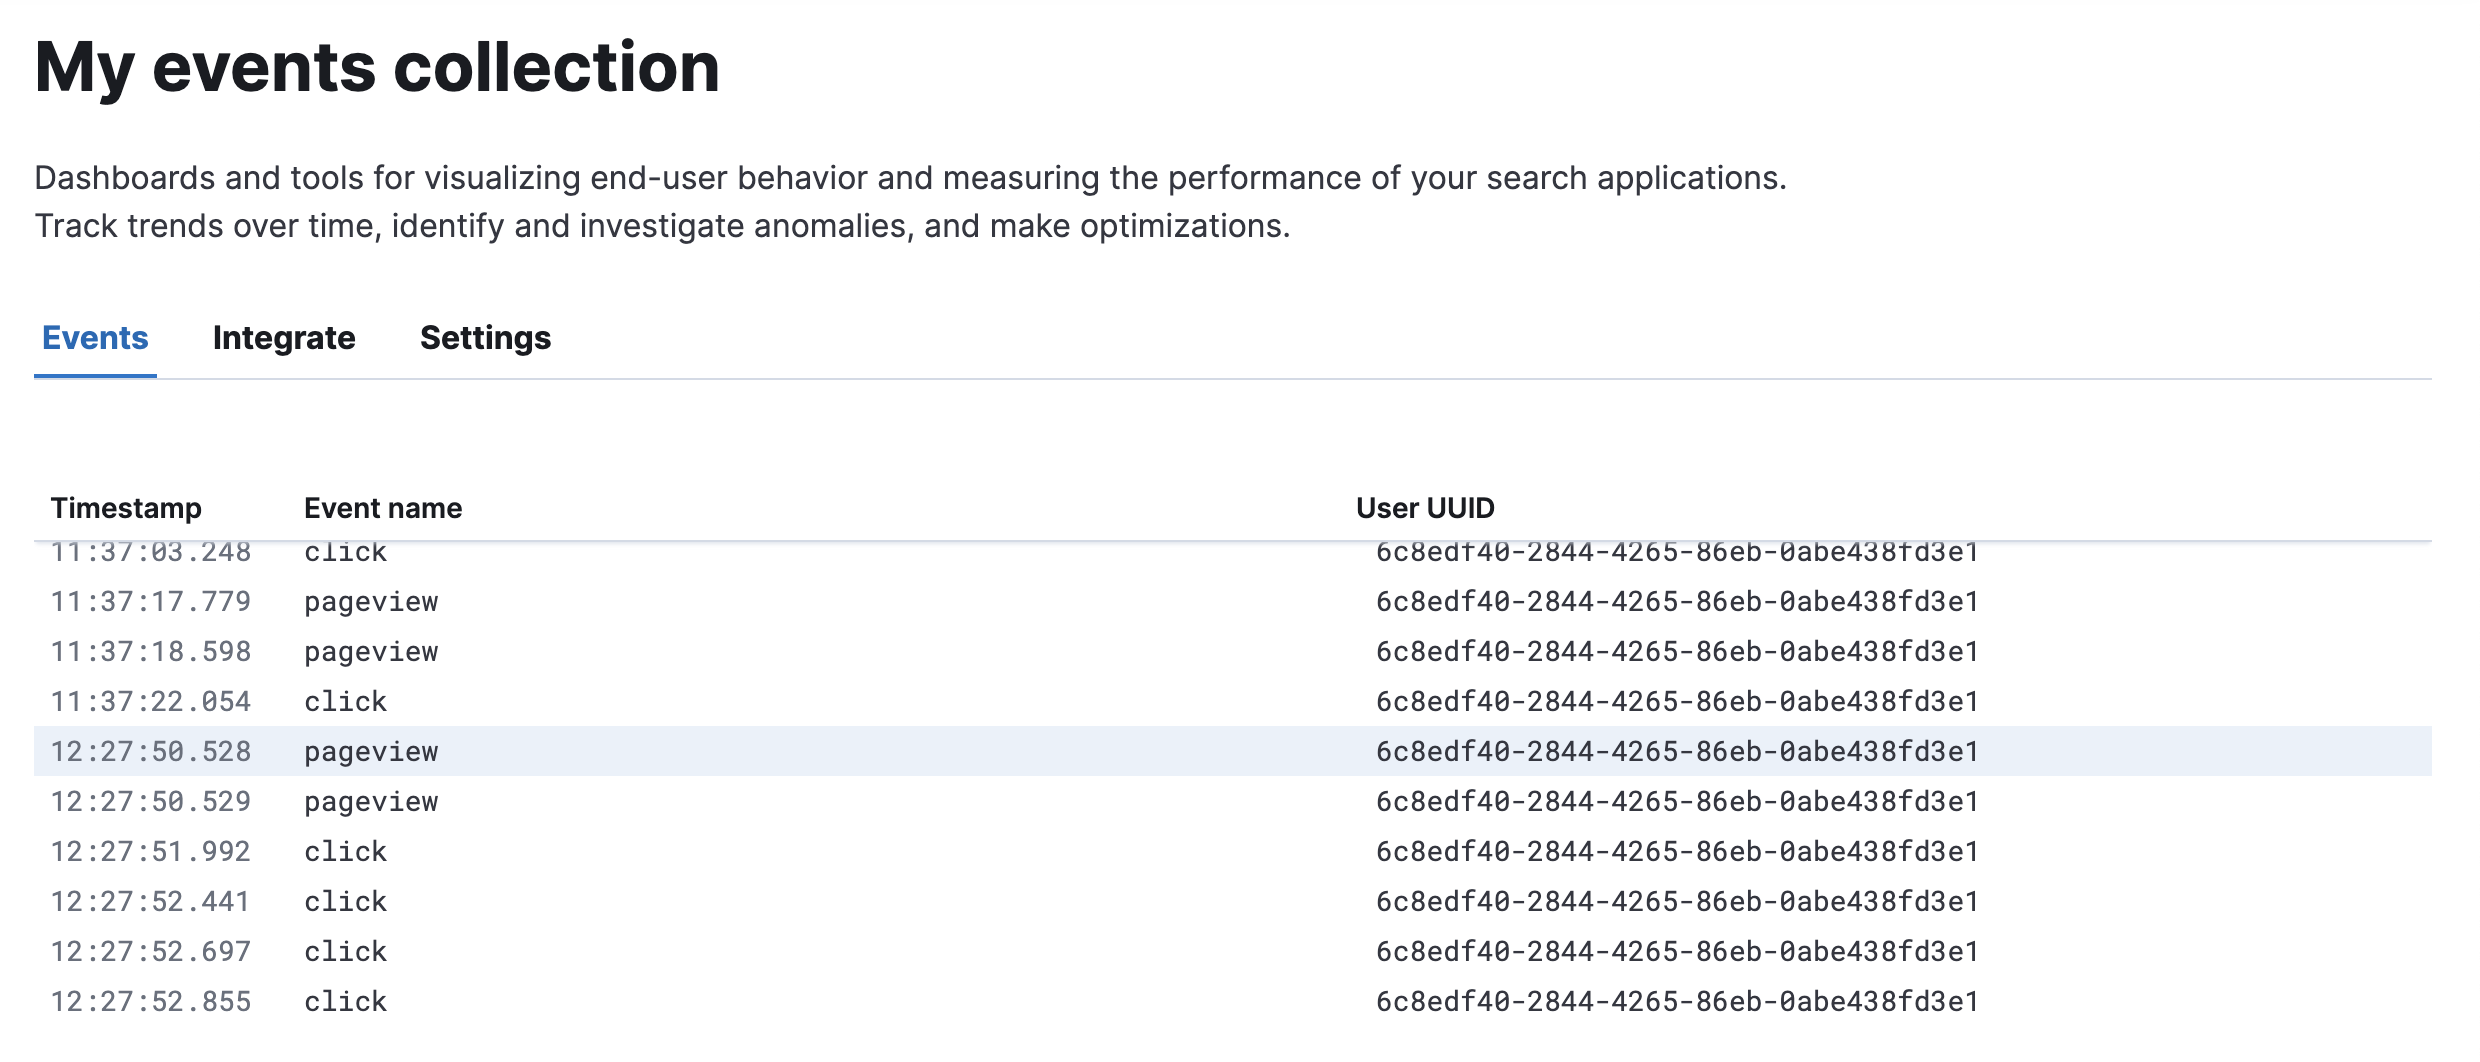 My events collection
Dashboards and tools for visualizing end-user behavior and measuring the performance of your search applications.
Track trends over time, identify and investigate anomalies, and make optimizations.
Events Integrate Settings
Timestamp Event name User UUID
11:37:03.248 click 6c8edf40-2844-4265-86eb-0abe438fd3e1
11:37:17.779 pageview 6c8edf40-2844-4265-86eb-0abe438fd3e1
11:37:18.598 pageview 6c8edf40-2844-4265-86eb-0abe438fd3e1
11:37:22.054 click 6c8edf40-2844-4265-86eb-0abe438fd3e1
12:27:50.528 pageview 6c8edf40-2844-4265-86eb-0abe438fd3e1
12:27:50.529 pageview 6c8edf40-2844-4265-86eb-0abe438fd3e1
12:27:51.992 click 6c8edf40-2844-4265-86eb-0abe438fd3e1
12:27:52.441 click 6c8edf40-2844-4265-86eb-0abe438fd3e1
12:27:52.697 click 6c8edf40-2844-4265-86eb-0abe438fd3e1
12:27:52.855 click 6c8edf40-2844-4265-86eb-0abe438fd3e1